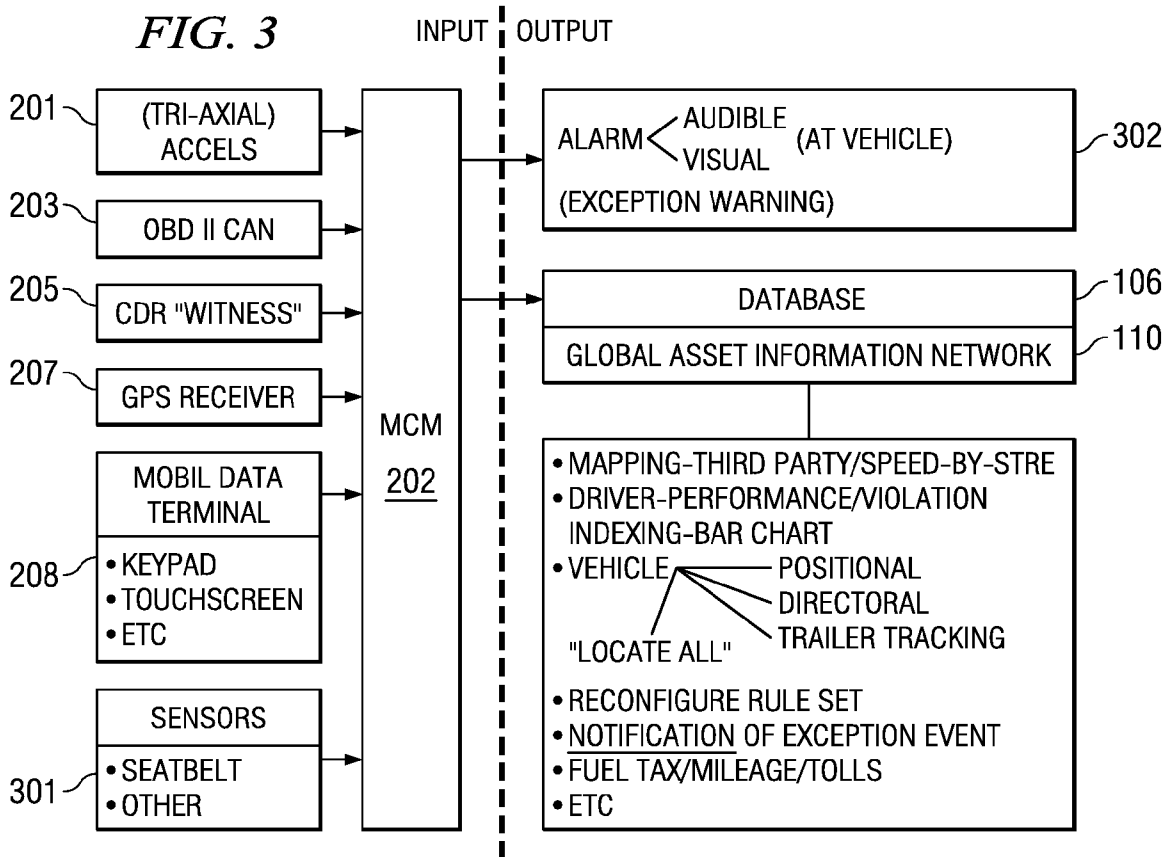 FIG. 3
INPUT
OUTPUT
201
(TRI-AXIAL)
ACCELS
203
OBD II CAN
205
CDR "WITNESS"
207
GPS RECEIVER
208
MOBIL DATA
TERMINAL
• KEYPAD
• TOUCHSCREEN
• ETC
301
SENSORS
• SEATBELT
• OTHER
MCM
202
ALARM
AUDIBLE
VISUAL
(AT VEHICLE)
(EXCEPTION WARNING)
302
DATABASE
106
GLOBAL ASSET INFORMATION NETWORK
110
• MAPPING-THIRD PARTY/SPEED-BY-STRE
• DRIVER-PERFORMANCE/VIOLATION
INDEXING-BAR CHART
• VEHICLE
POSITIONAL
DIRECTORAL
TRAILER TRACKING
"LOCATE ALL"
• RECONFIGURE RULE SET
• NOTIFICATION OF EXCEPTION EVENT
• FUEL TAX/MILEAGE/TOLLS
• ETC